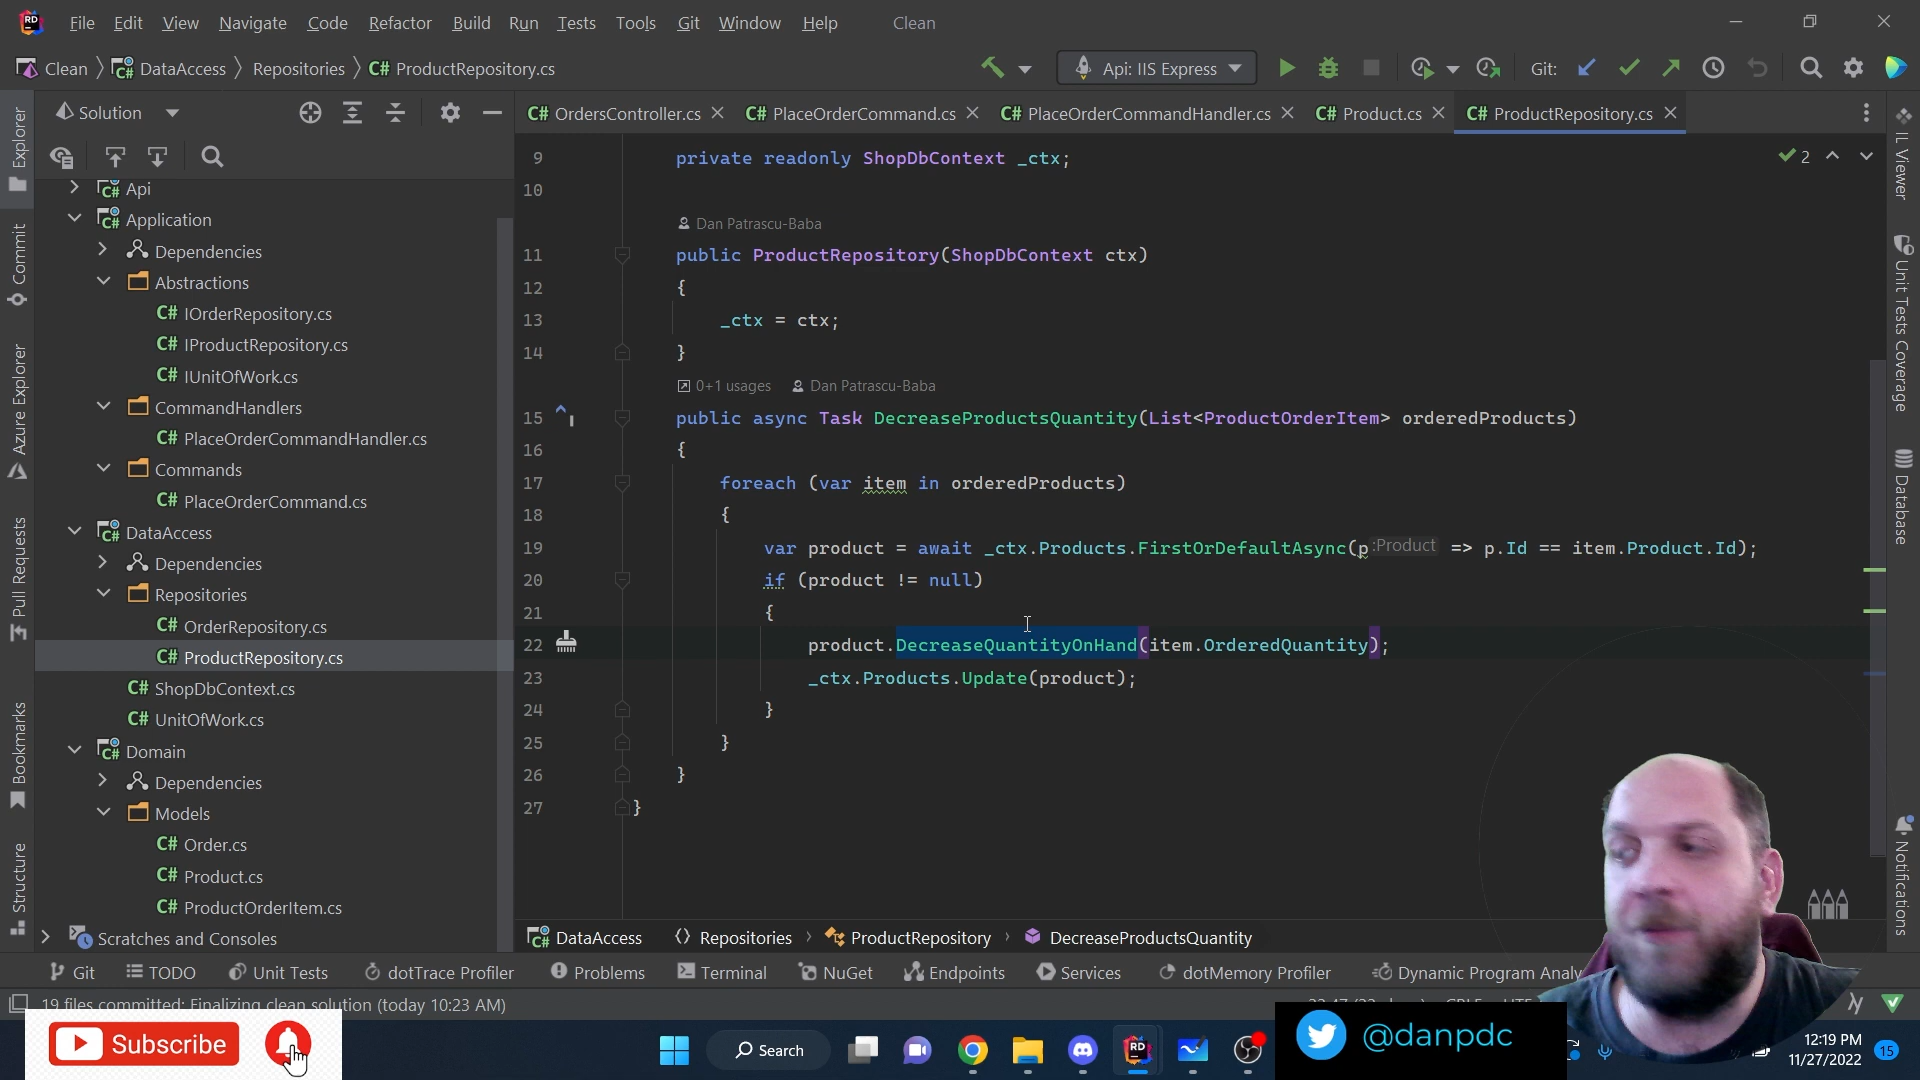 File Edit View Navigate Code Refactor Build Run Tests Tools Git Window Help Clean
Clean DataAccess Repositories C# ProductRepository.cs Api: IIS Express Git:
Solution
C# OrdersController.cs C# PlaceOrderCommand.cs C# PlaceOrderCommandHandler.cs C# Product.cs C# ProductRepository.cs
Explorer
Commit
Azure Explorer
Pull Requests
Bookmarks
Structure
C# Api
C# Application
Dependencies
Abstractions
C# IOrderRepository.cs
C# IProductRepository.cs
C# IUnitOfWork.cs
CommandHandlers
C# PlaceOrderCommandHandler.cs
Commands
C# PlaceOrderCommand.cs
C# DataAccess
Dependencies
Repositories
C# OrderRepository.cs
C# ProductRepository.cs
C# ShopDbContext.cs
C# UnitOfWork.cs
C# Domain
Dependencies
Models
C# Order.cs
C# Product.cs
C# ProductOrderItem.cs
Scratches and Consoles
9 private readonly ShopDbContext _ctx;
2
10
Dan Patrascu-Baba
11 public ProductRepository(ShopDbContext ctx)
12 {
13 _ctx = ctx;
14 }
0+1 usages Dan Patrascu-Baba
15 public async Task DecreaseProductsQuantity(List<ProductOrderItem> orderedProducts)
16 {
17 foreach (var item in orderedProducts)
18 {
19 var product = await _ctx.Products.FirstOrDefaultAsync(p :Product => p.Id == item.Product.Id);
20 if (product != null)
21 {
22 product.DecreaseQuantityOnHand(item.OrderedQuantity);
23 _ctx.Products.Update(product);
24 }
25 }
26 }
27 }
IL Viewer
Unit Tests Coverage
Database
Notifications
C# DataAccess Repositories ProductRepository DecreaseProductsQuantity
Git TODO Unit Tests dotTrace Profiler Problems Terminal NuGet Endpoints Services dotMemory Profiler Dynamic Program Analy
19 files committed: Finalizing clean solution (today 10:23 AM)
Subscribe
Search
RD
@danpdc
12:19 PM
11/27/2022
15